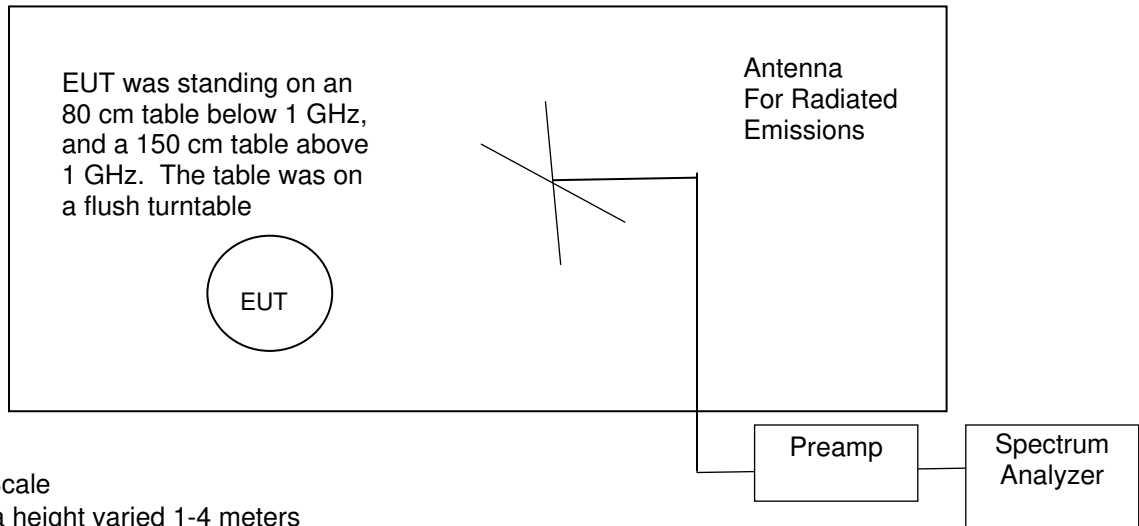 EUT was standing on an
80 cm table below 1 GHz,
and a 150 cm table above
1 GHz. The table was on
a flush turntable
Antenna
For Radiated
Emissions
EUT
Preamp
Spectrum
Analyzer
height varied 1-4 meters